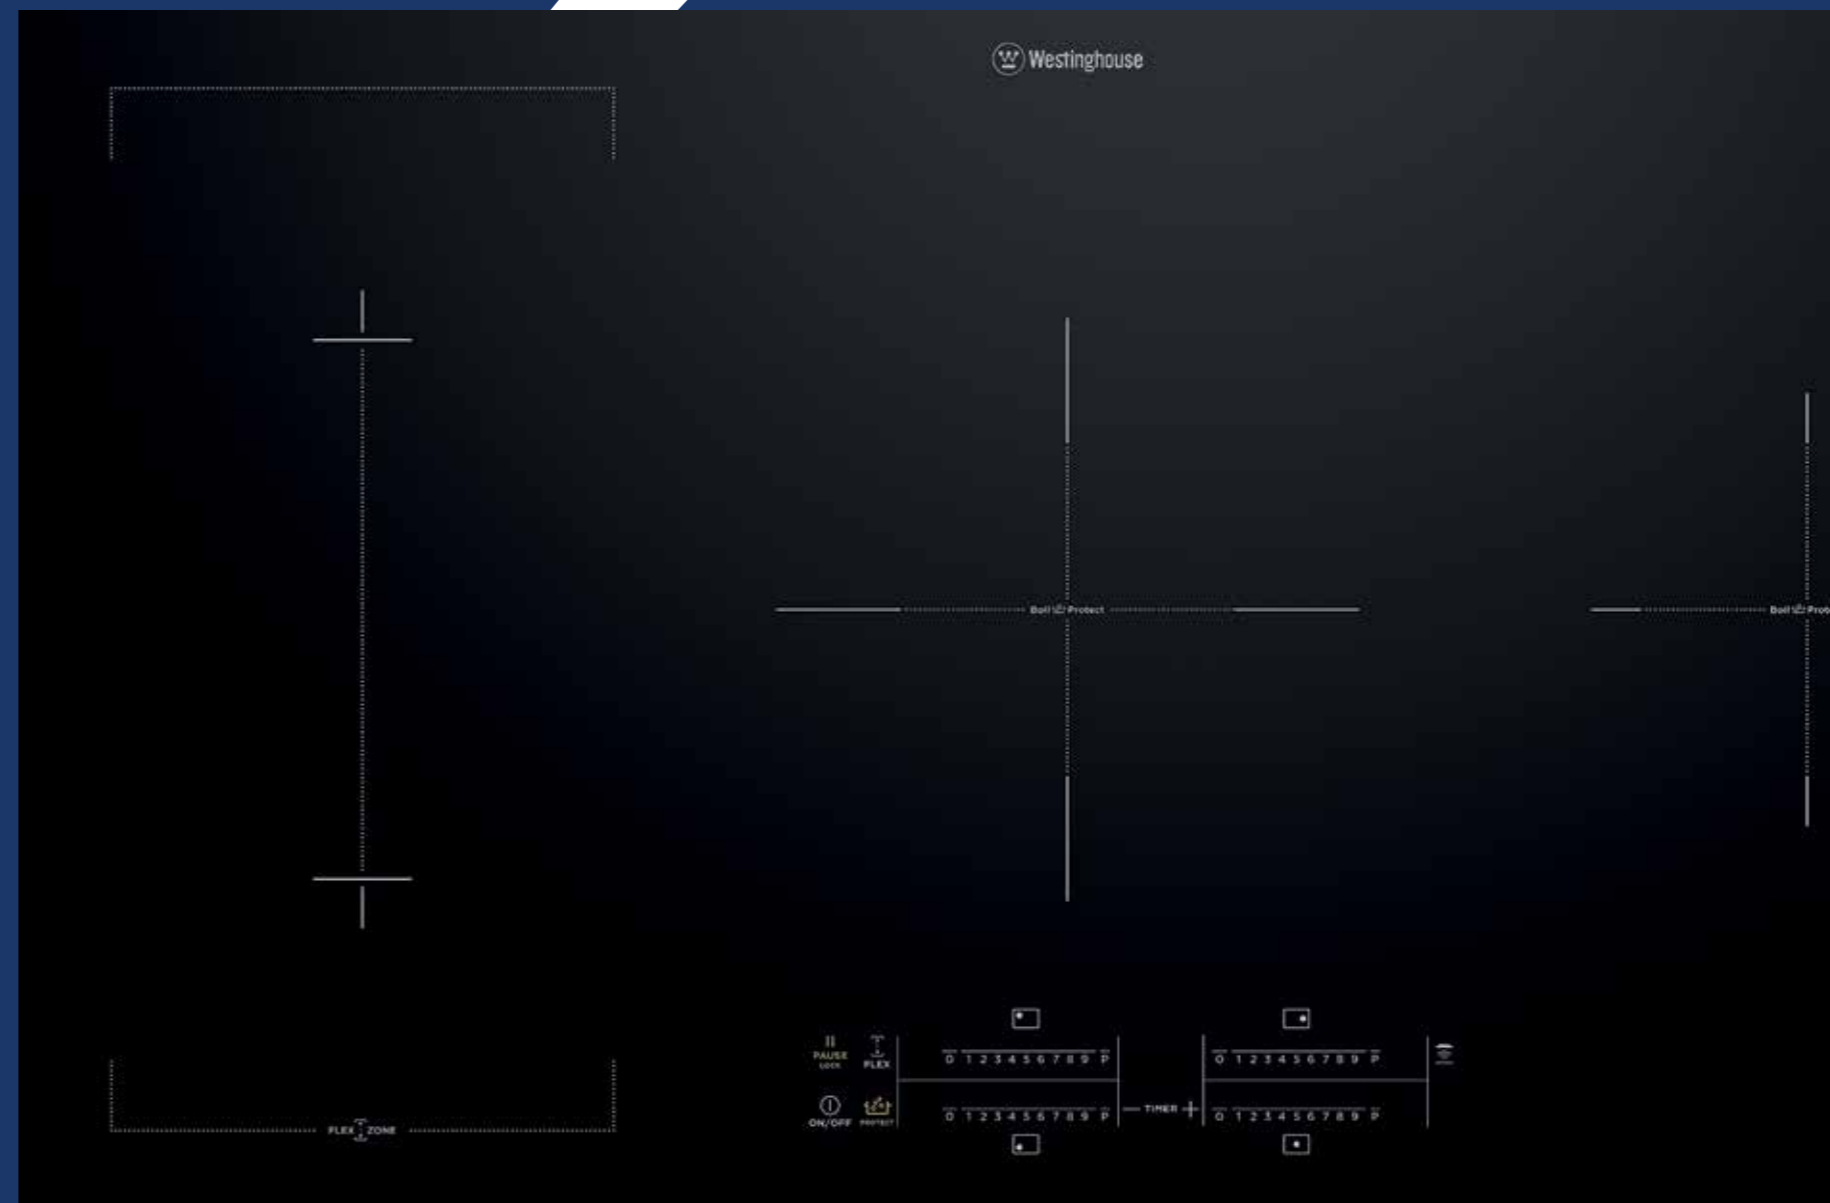 Westinghouse
Boil Protect
Boil Prote
PAUSE
LOCK
FLEX
0 1 2 3 4 5 6 7 8 9 P
0 1 2 3 4 5 6 7 8 9 P
ON/OFF
PROTECT
0 1 2 3 4 5 6 7 8 9 P
TIMER
0 1 2 3 4 5 6 7 8 9 P
FLEX ZONE